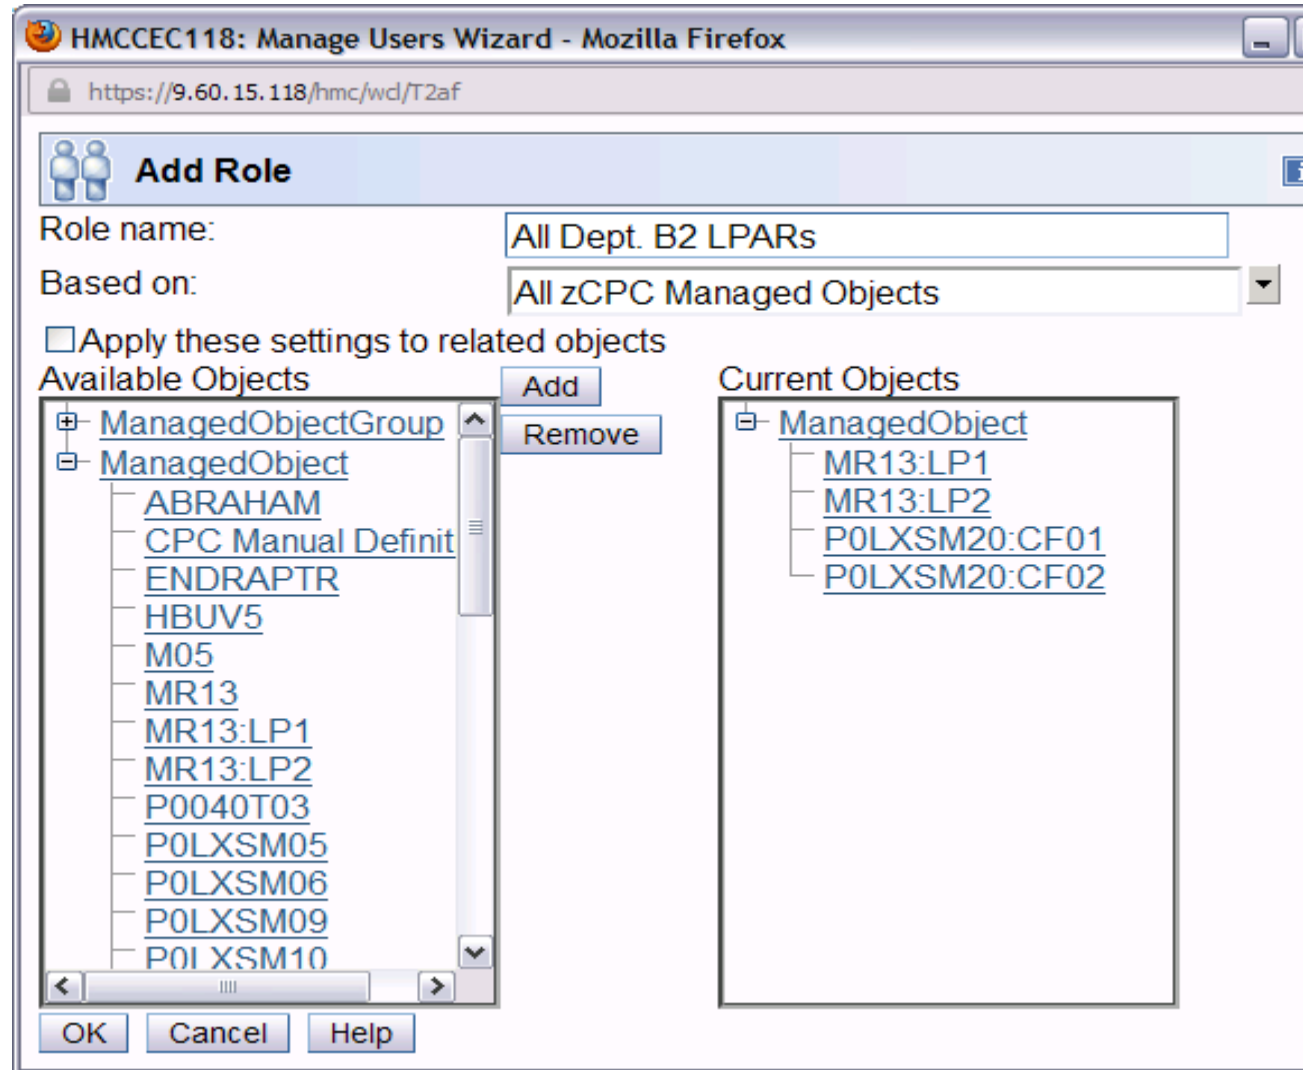 HMCCEC118: Manage Users Wizard - Mozilla Firefox
https://9.60.15.118/hmc/wcl/T2af
Add Role
Role name: All Dept. B2 LPARs
Based on: All zCPC Managed Objects
Apply these settings to related objects
Available Objects
ManagedObjectGroup
ManagedObject
ABRAHAM
CPC Manual Definit
ENDRAPTR
HBUV5
M05
MR13
MR13:LP1
MR13:LP2
P0040T03
P0LXSM05
P0LXSM06
P0LXSM09
P0LXSM10
Add
Remove
Current Objects
ManagedObject
MR13:LP1
MR13:LP2
P0LXSM20:CF01
P0LXSM20:CF02
OK Cancel Help